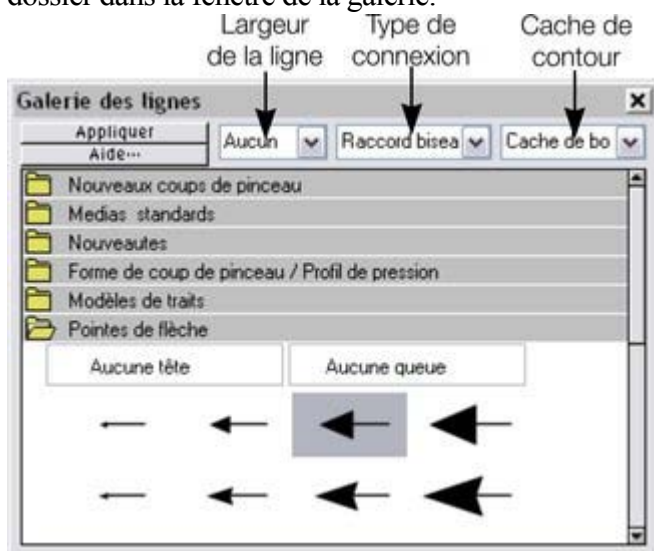 dossier dans la fenêtre de la galerie.
Largeur de la ligne
Type de connexion
Cache de contour
Galerie des lignes
Appliquer
Aide...
Aucun
Raccord bisea
Cache de bo
Nouveaux coups de pinceau
Medias standards
Nouveautes
Forme de coup de pinceau / Profil de pression
Modèles de traits
Pointes de flèche
Aucune tête
Aucune queue